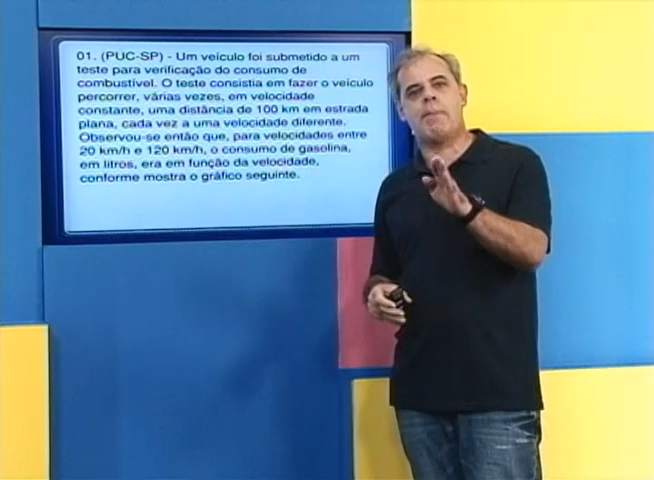 01. (PUC-SP) - Um veículo foi submetido a um
teste para verificação do consumo de
combustível. O teste consistia em fazer o veículo
percorrer, várias vezes, em velocidade
constante, uma distância de 100 km em estrada
plana, cada vez a uma velocidade diferente.
Observou-se então que, para velocidades entre
20 km/h e 120 km/h, o consumo de gasolina,
em litros, era em função da velocidade,
conforme mostra o gráfico seguinte.